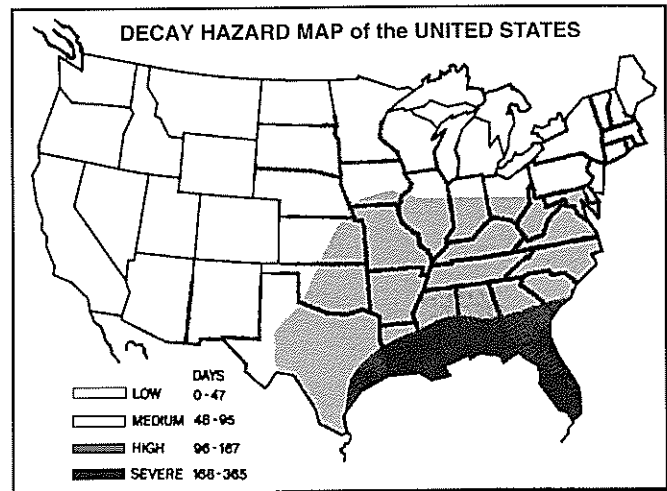 DECAY HAZARD MAP of the UNITED STATES
DAYS
LOW 0-47
MEDIUM 48-95
HIGH 96-167
SEVERE 168-365